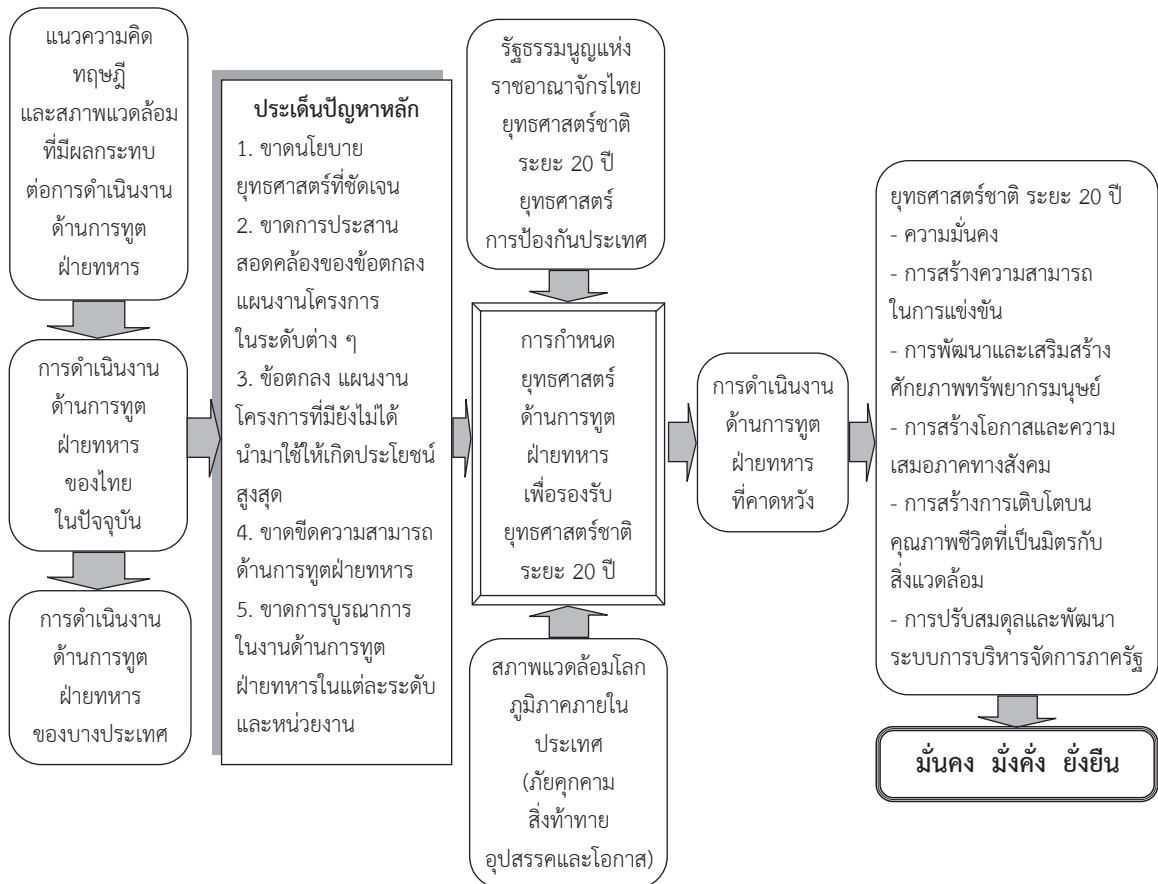 แนวความคิด
ทฤษฎี
และสภาพแวดล้อม
ที่มีผลกระทบ
ต่อการดำเนินงาน
ด้านการทูต
ฝ่ายทหาร
การดำเนินงาน
ด้านการทูต
ฝ่ายทหาร
ของไทย
ในปัจจุบัน
การดำเนินงาน
ด้านการทูต
ฝ่ายทหาร
ของบางประเทศ
ประเด็นปัญหาหลัก
1. ขาดนโยบาย
ยุทธศาสตร์ที่ชัดเจน
2. ขาดการประสาน
สอดคล้องของข้อตกลง
แผนงานโครงการ
ในระดับต่าง ๆ
3. ข้อตกลง แผนงาน
โครงการที่มียังไม่ได้
นำมาใช้ให้เกิดประโยชน์
สูงสุด
4. ขาดขีดความสามารถ
ด้านการทูตฝ่ายทหาร
5. ขาดการบูรณาการ
ในงานด้านการทูต
ฝ่ายทหารในแต่ละระดับ
และหน่วยงาน
รัฐธรรมนูญแห่ง
ราชอาณาจักรไทย
ยุทธศาสตร์ชาติ
ระยะ 20 ปี
ยุทธศาสตร์
การป้องกันประเทศ
การกำหนด
ยุทธศาสตร์
ด้านการทูต
ฝ่ายทหาร
เพื่อรองรับ
ยุทธศาสตร์ชาติ
ระยะ 20 ปี
สภาพแวดล้อมโลก
ภูมิภาคภายใน
ประเทศ
(ภัยคุกคาม
สิ่งท้าทาย
อุปสรรคและโอกาส)
การดำเนินงาน
ด้านการทูต
ฝ่ายทหาร
ที่คาดหวัง
ยุทธศาสตร์ชาติ ระยะ 20 ปี
- ความมั่นคง
- การสร้างความสามารถ
ในการแข่งขัน
- การพัฒนาและเสริมสร้าง
ศักยภาพทรัพยากรมนุษย์
- การสร้างโอกาสและความ
เสมอภาคทางสังคม
- การสร้างการเติบโตบน
คุณภาพชีวิตที่เป็นมิตรกับ
สิ่งแวดล้อม
- การปรับสมดุลและพัฒนา
ระบบการบริหารจัดการภาครัฐ
มั่นคง มั่งคั่ง ยั่งยืน